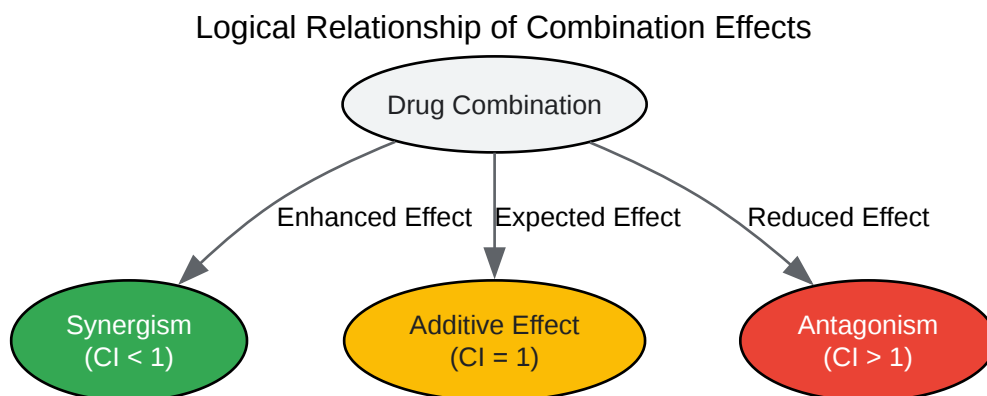 Logical Relationship of Combination Effects
Drug Combination
Enhanced Effect
Expected Effect
Reduced Effect
Synergism
(CI < 1)
Additive Effect
(CI = 1)
Antagonism
(CI > 1)